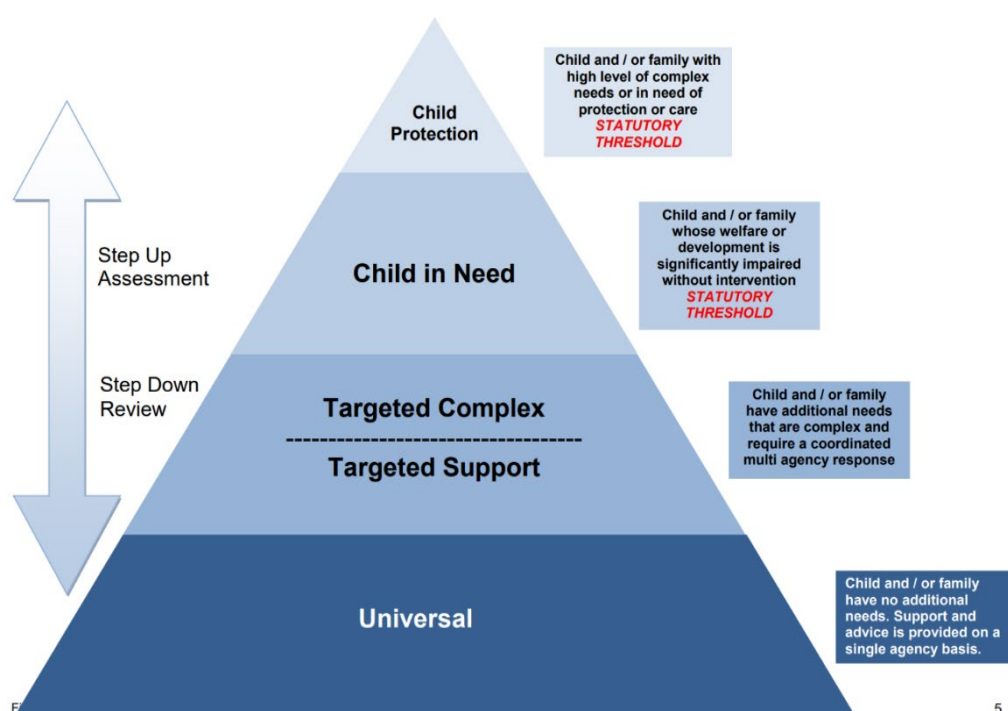 Child
Protection
Child and / or family with
high level of complex
needs or in need of
protection or care
STATUTORY
THRESHOLD
Step Up
Assessment
Child in Need
Child and / or family
whose welfare or
development is
significantly impaired
without intervention
STATUTORY
THRESHOLD
Step Down
Review
Targeted Complex
Targeted Support
Child and / or family
have additional needs
that are complex and
require a coordinated
multi agency response
Universal
Child and / or family
have no additional
needs. Support and
advice is provided on a
single agency basis.
5